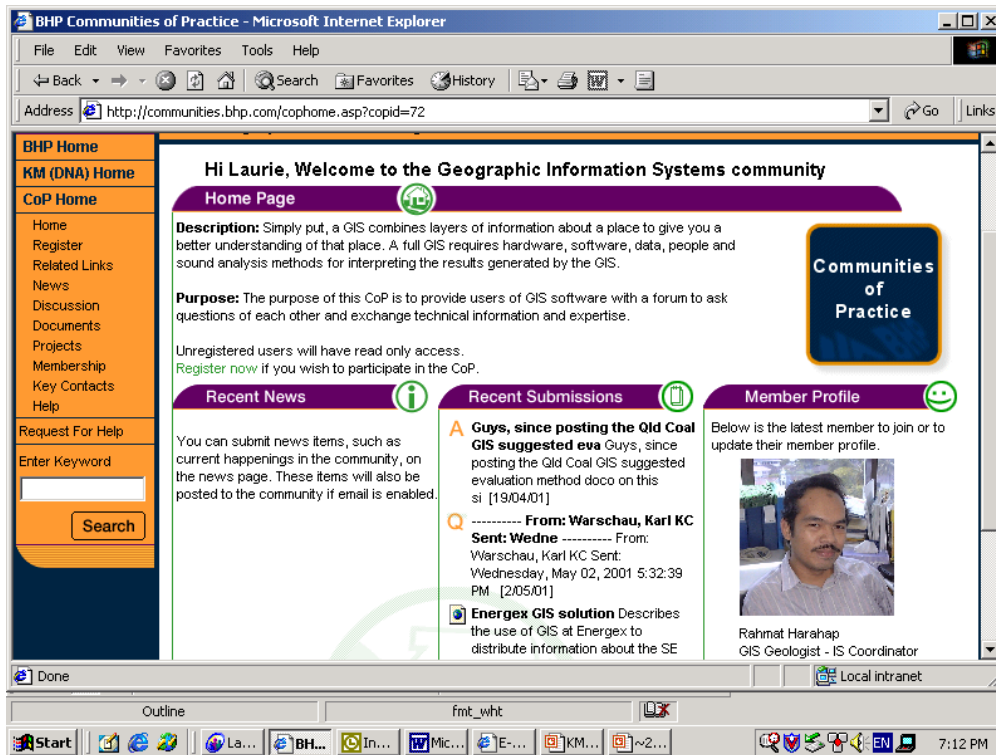 BHP Communities of Practice - Microsoft Internet Explorer
File Edit View Favorites Tools Help
Back Search Favorites History
Address http://communities.bhp.com/cophome.asp?copid=72 Go Links
BHP Home
KM (DNA) Home
CoP Home
Home
Register
Related Links
News
Discussion
Documents
Projects
Membership
Key Contacts
Help
Request For Help
Enter Keyword
Search
Hi Laurie, Welcome to the Geographic Information Systems community
Home Page
Description: Simply put, a GIS combines layers of information about a place to give you a
better understanding of that place. A full GIS requires hardware, software, data, people and
sound analysis methods for interpreting the results generated by the GIS.
Purpose: The purpose of this CoP is to provide users of GIS software with a forum to ask
questions of each other and exchange technical information and expertise.
Unregistered users will have read only access.
Register now if you wish to participate in the CoP.
Communities
of
Practice
Recent News
You can submit news items, such as
current happenings in the community, on
the news page. These items will also be
posted to the community if email is enabled.
Recent Submissions
A Guys, since posting the Qld Coal
GIS suggested eva Guys, since
posting the Qld Coal GIS suggested
evaluation method doco on this
si [19/04/01]
Q ---------- From: Warschau, Karl KC
Sent: Wedne ---------- From:
Warschau, Karl KC Sent:
Wednesday, May 02, 2001 5:32:39
PM [2/05/01]
Energex GIS solution Describes
the use of GIS at Energex to
distribute information about the SE
Member Profile
Below is the latest member to join or to
update their member profile.
Rahmat Harahap
GIS Geologist - IS Coordinator
Done Local intranet
Outline fmt_wht
Start La... BH... In... Mic... E-... KM... ~2... EN 7:12 PM